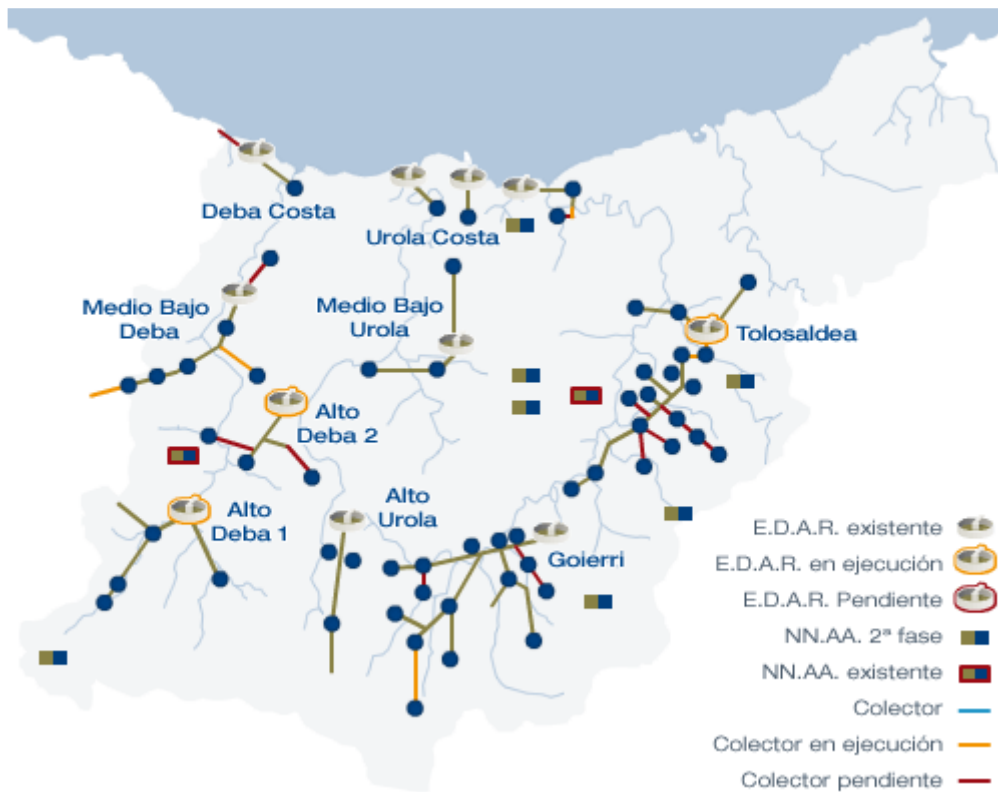 Deba Costa
Urola Costa
Medio Bajo
Deba
Medio Bajo
Urola
Tolosaldea
Alto
Deba 2
Alto
Deba 1
Alto
Urola
Goierri
E.D.A.R. existente
E.D.A.R. en ejecución
E.D.A.R. Pendiente
NN.AA. 2ª fase
NN.AA. existente
Colector
Colector en ejecución
Colector pendiente